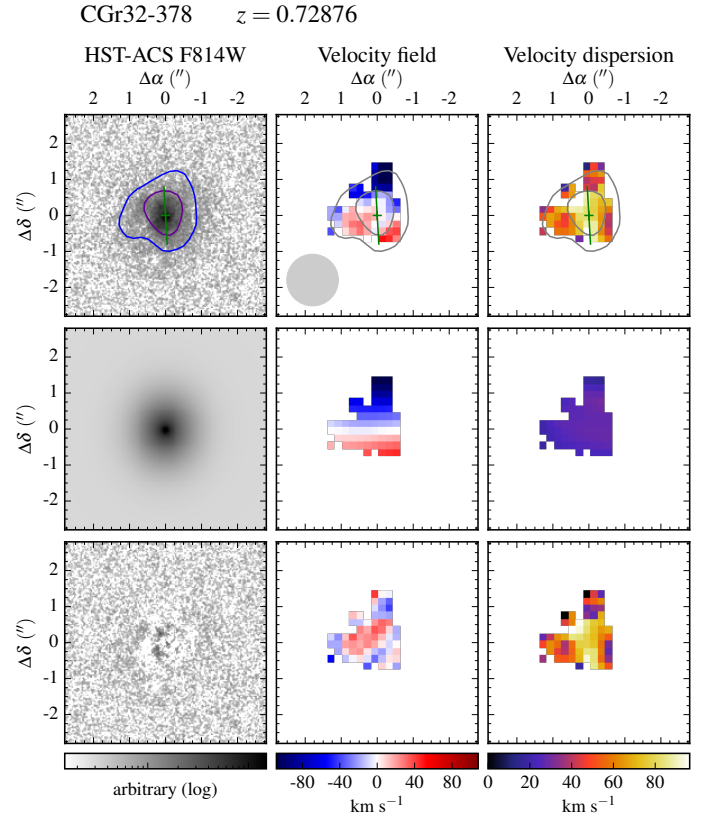 CGr32-378 z = 0.72876
HST-ACS F814W Velocity field Velocity dispersion
Δα (″) Δα (″) Δα (″)
2 1 0 -1 -2 2 1 0 -1 -2 2 1 0 -1 -2
2
1
0
-1
-2
Δδ (″)
2
1
0
-1
-2
Δδ (″)
2
1
0
-1
-2
Δδ (″)
-80 -40 0 40 80 0 20 40 60 80
arbitrary (log) km s⁻¹ km s⁻¹